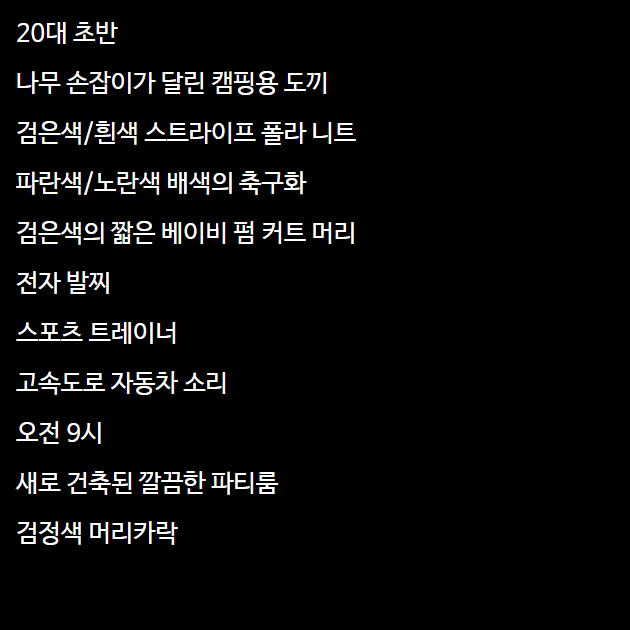 20대 초반
나무 손잡이가 달린 캠핑용 도끼
검은색/흰색 스트라이프 폴라 니트
파란색/노란색 배색의 축구화
검은색의 짧은 베이비 펌 커트 머리
전자 발찌
스포츠 트레이너
고속도로 자동차 소리
오전 9시
새로 건축된 깔끔한 파티룸
검정색 머리카락